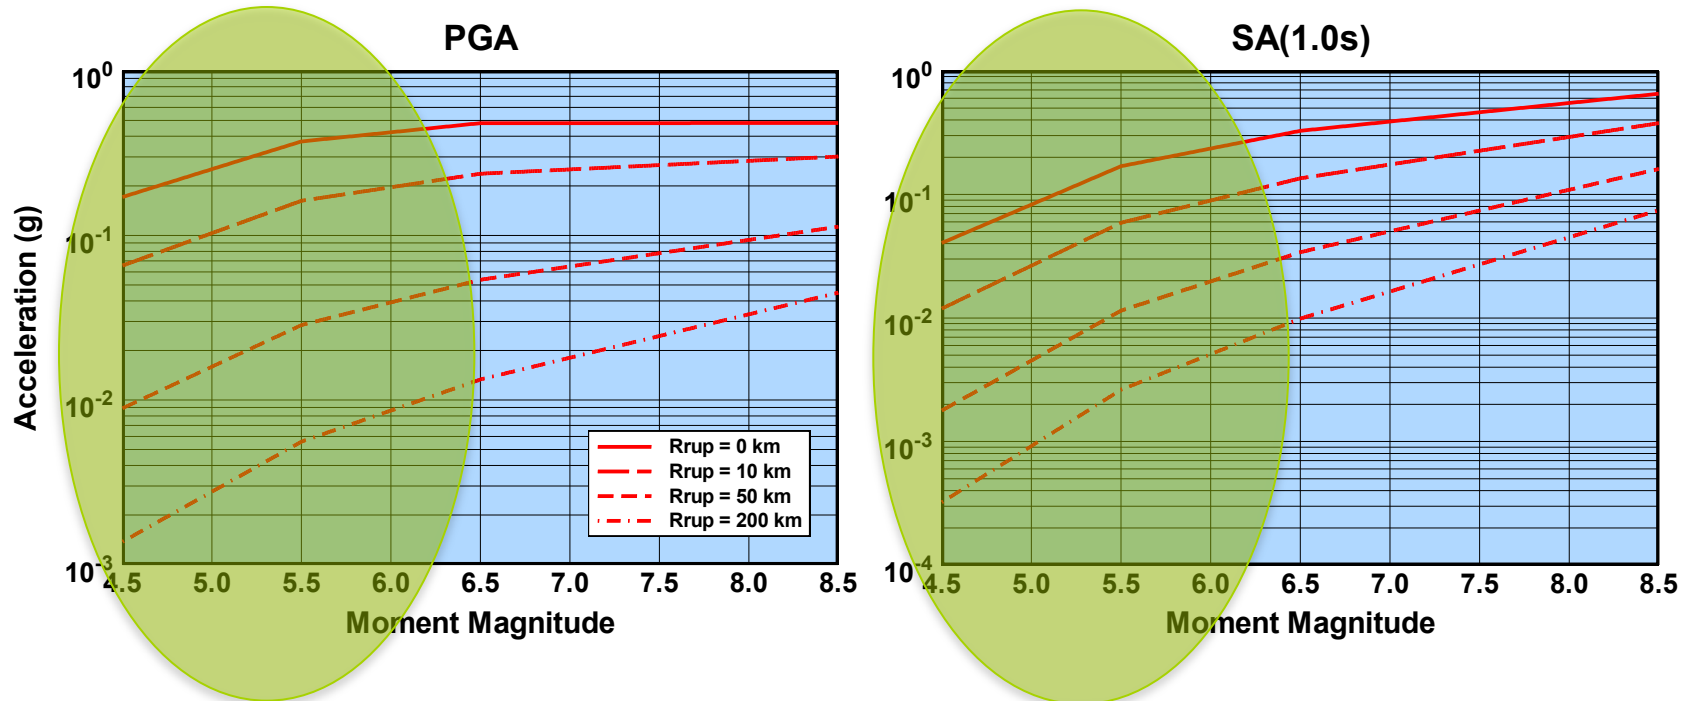 PGA
10^0
10^-1
10^-2
10^-3
Acceleration (g)
Rrup = 0 km
Rrup = 10 km
Rrup = 50 km
Rrup = 200 km
4.5 5.0 5.5 6.0 6.5 7.0 7.5 8.0 8.5
Moment Magnitude
SA(1.0s)
10^0
10^-1
10^-2
10^-3
10^-4
4.5 5.0 5.5 6.0 6.5 7.0 7.5 8.0 8.5
Moment Magnitude